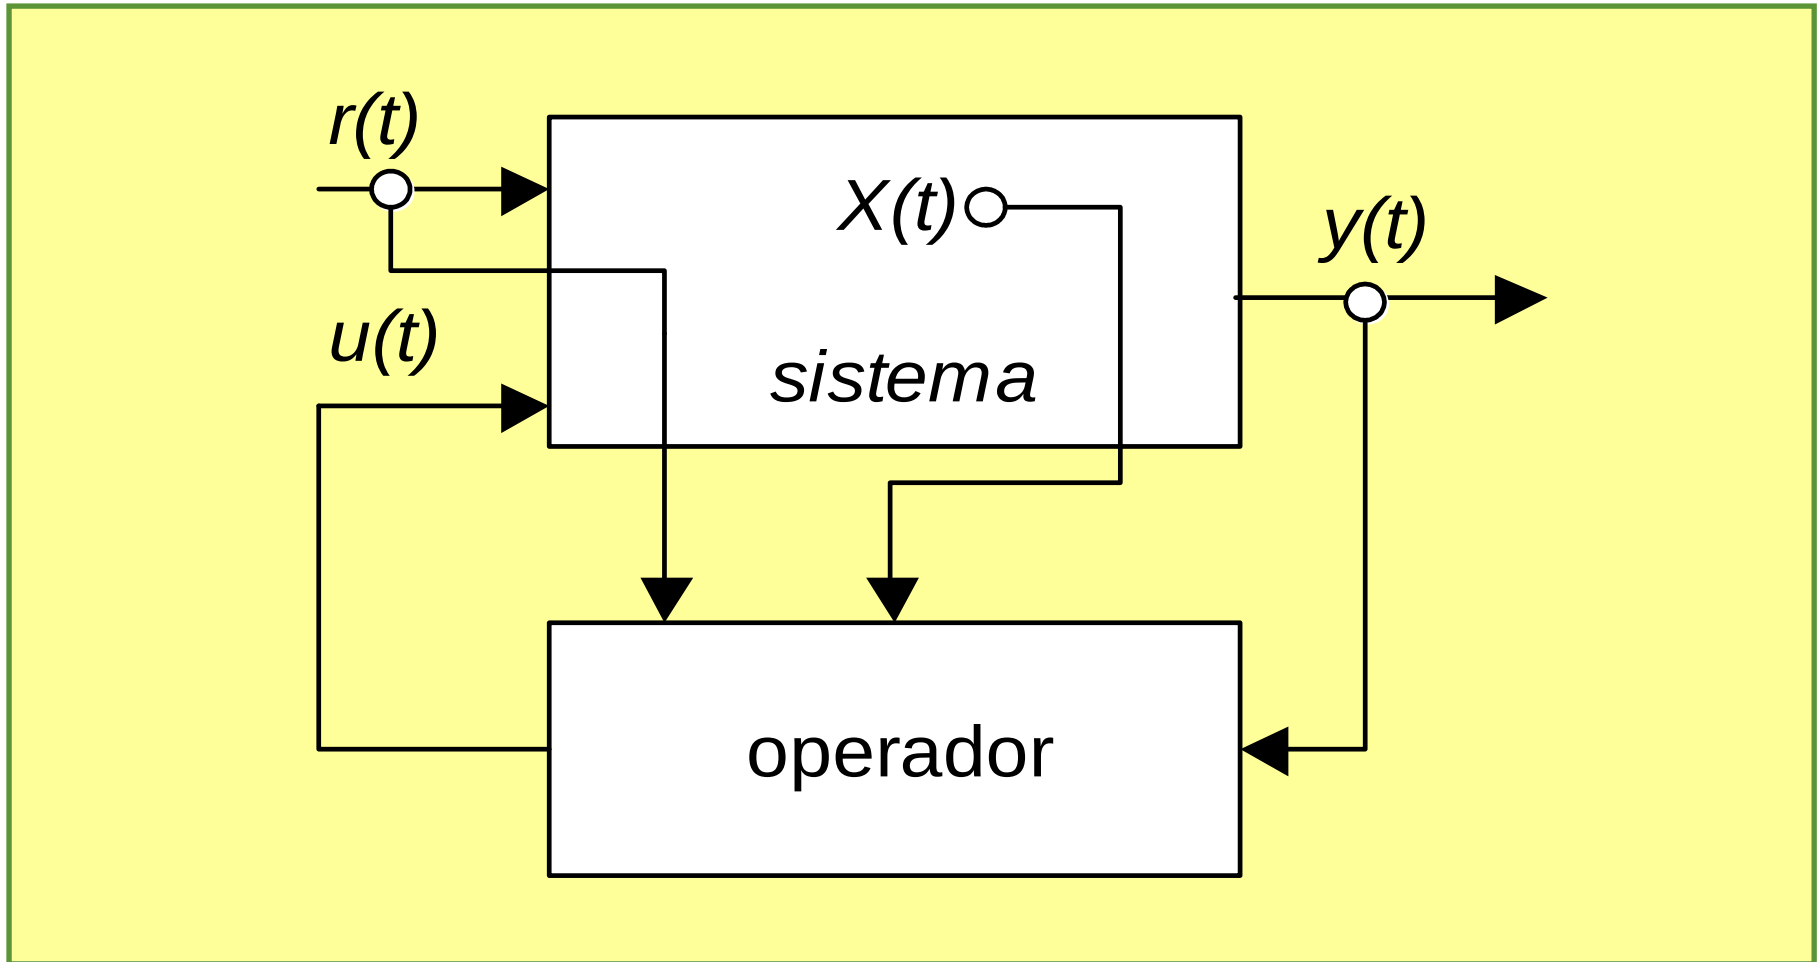 r(t)
X(t)
y(t)
u(t)
sistema
operador